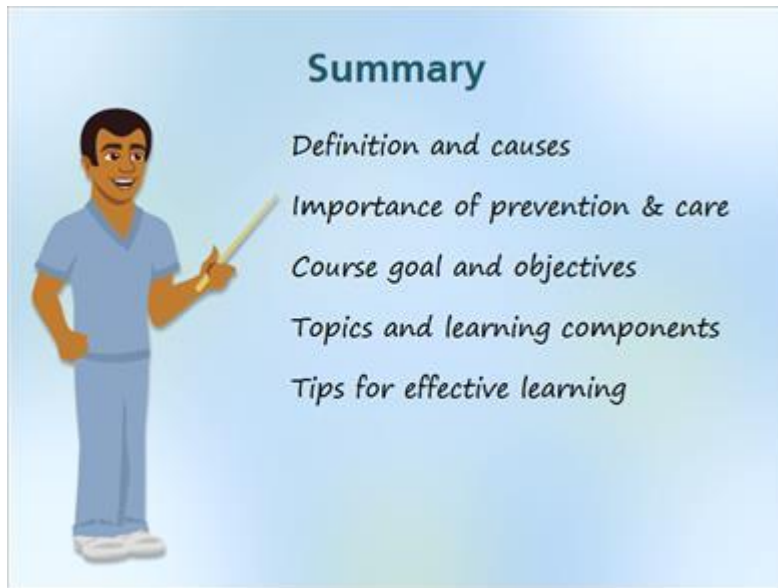 Summary
Definition and causes
Importance of prevention & care
Course goal and objectives
Topics and learning components
Tips for effective learning